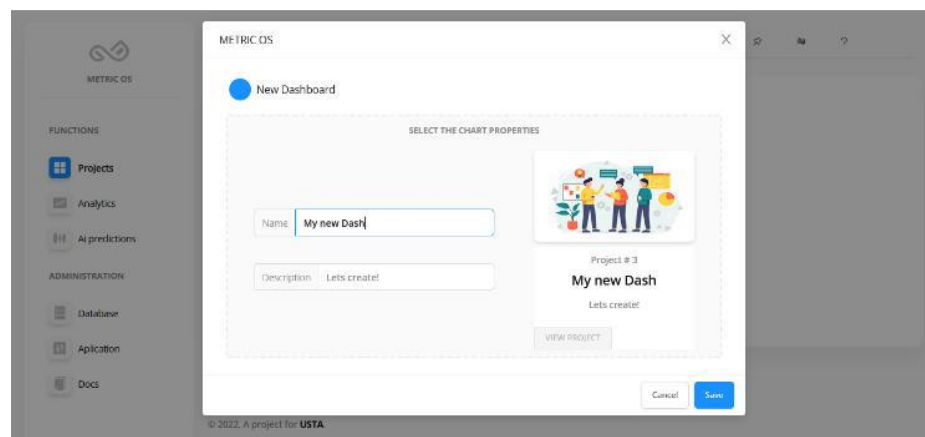 METRIC OS
FUNCTIONS
Projects
Analytics
Ai predictions
ADMINISTRATION
Database
Aplication
Docs
METRIC OS
New Dashboard
SELECT THE CHART PROPERTIES
Name My new Dash
Description Lets create!
Project # 3
My new Dash
Lets create!
VIEW PROJECT
Cancel Save
© 2022, A project for USTA